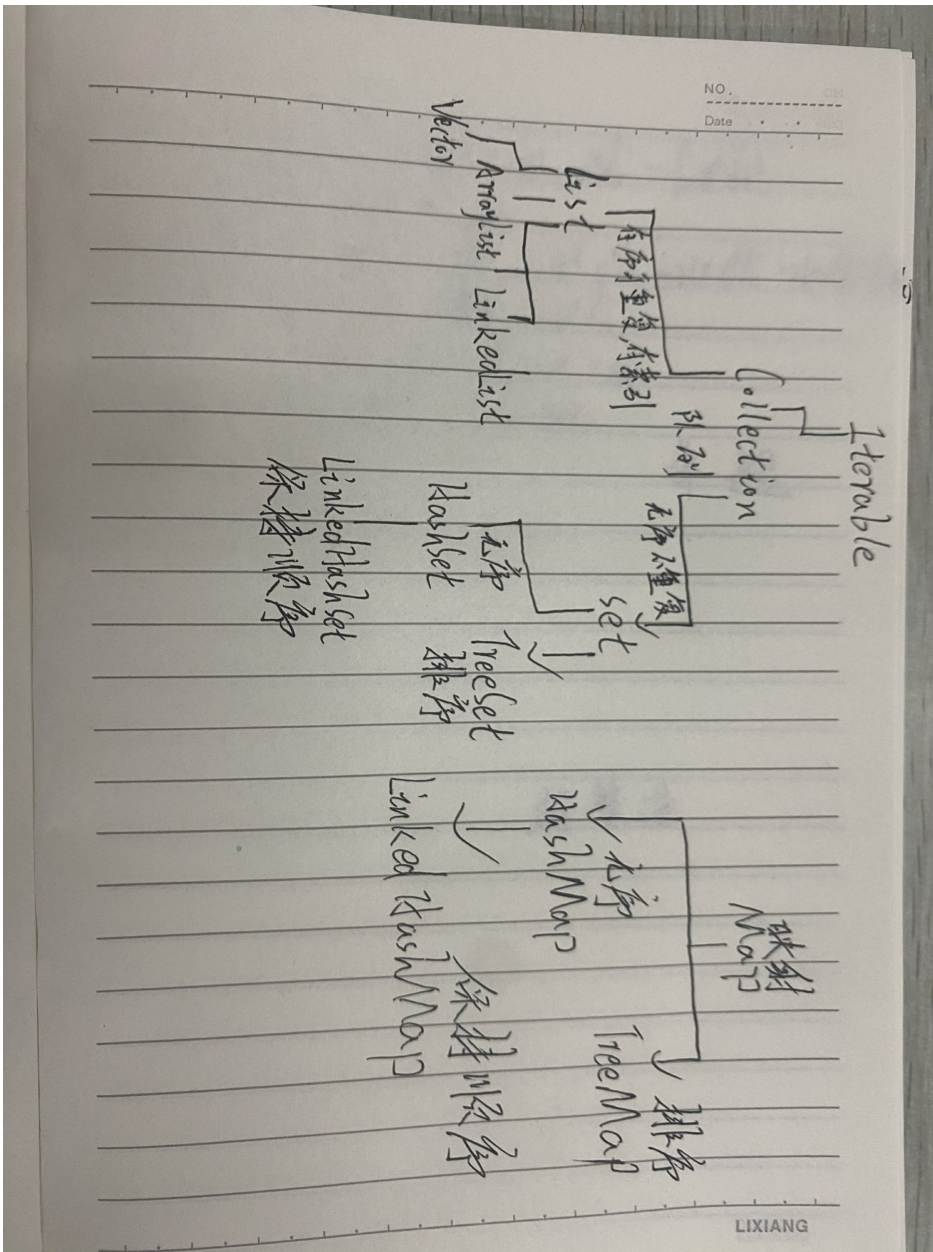 NO.
Date
Iterable
Collection
队列
List
有序可重复,有索引
Vector
ArrayList
LinkedList
无序不重复
set
无序
HashSet
TreeSet
排序
LinkedHashSet
保持顺序
映射
Map
无序
HashMap
排序
TreeMap
保持顺序
Linked HashMap
LIXIANG